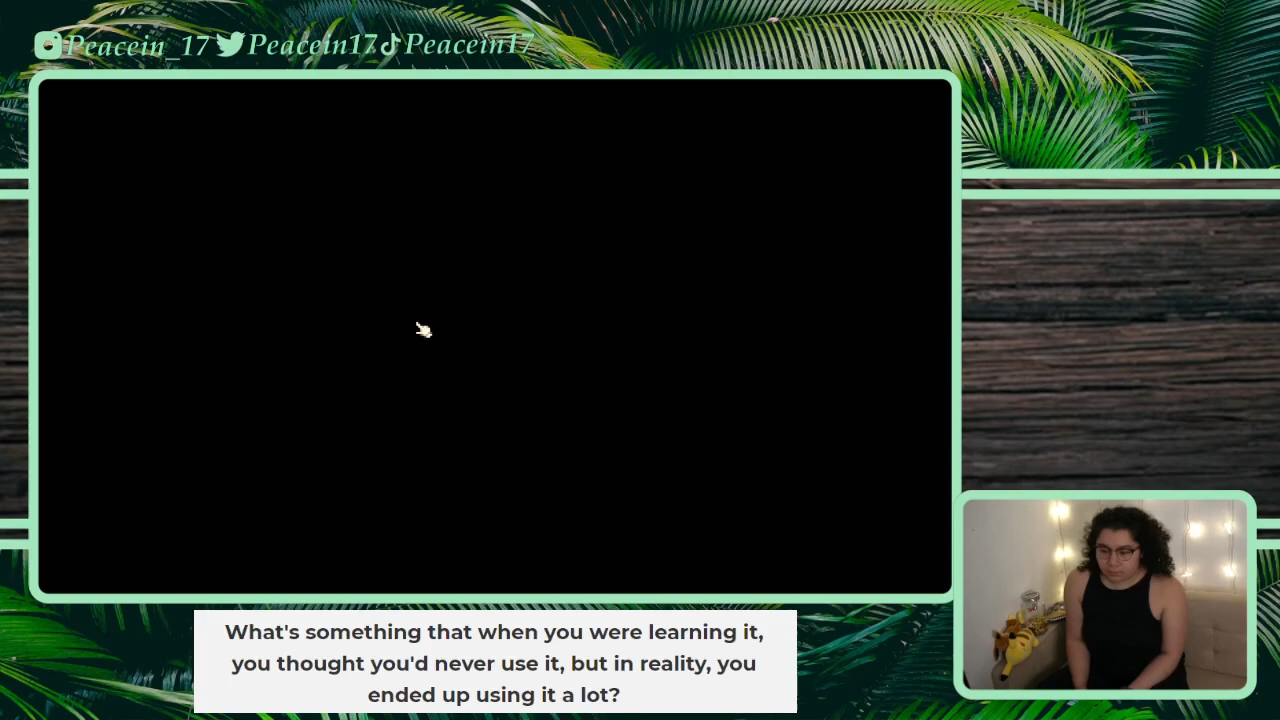 Peacein_17 Peacein17 Peacein17
What's something that when you were learning it,
you thought you'd never use it, but in reality, you
ended up using it a lot?